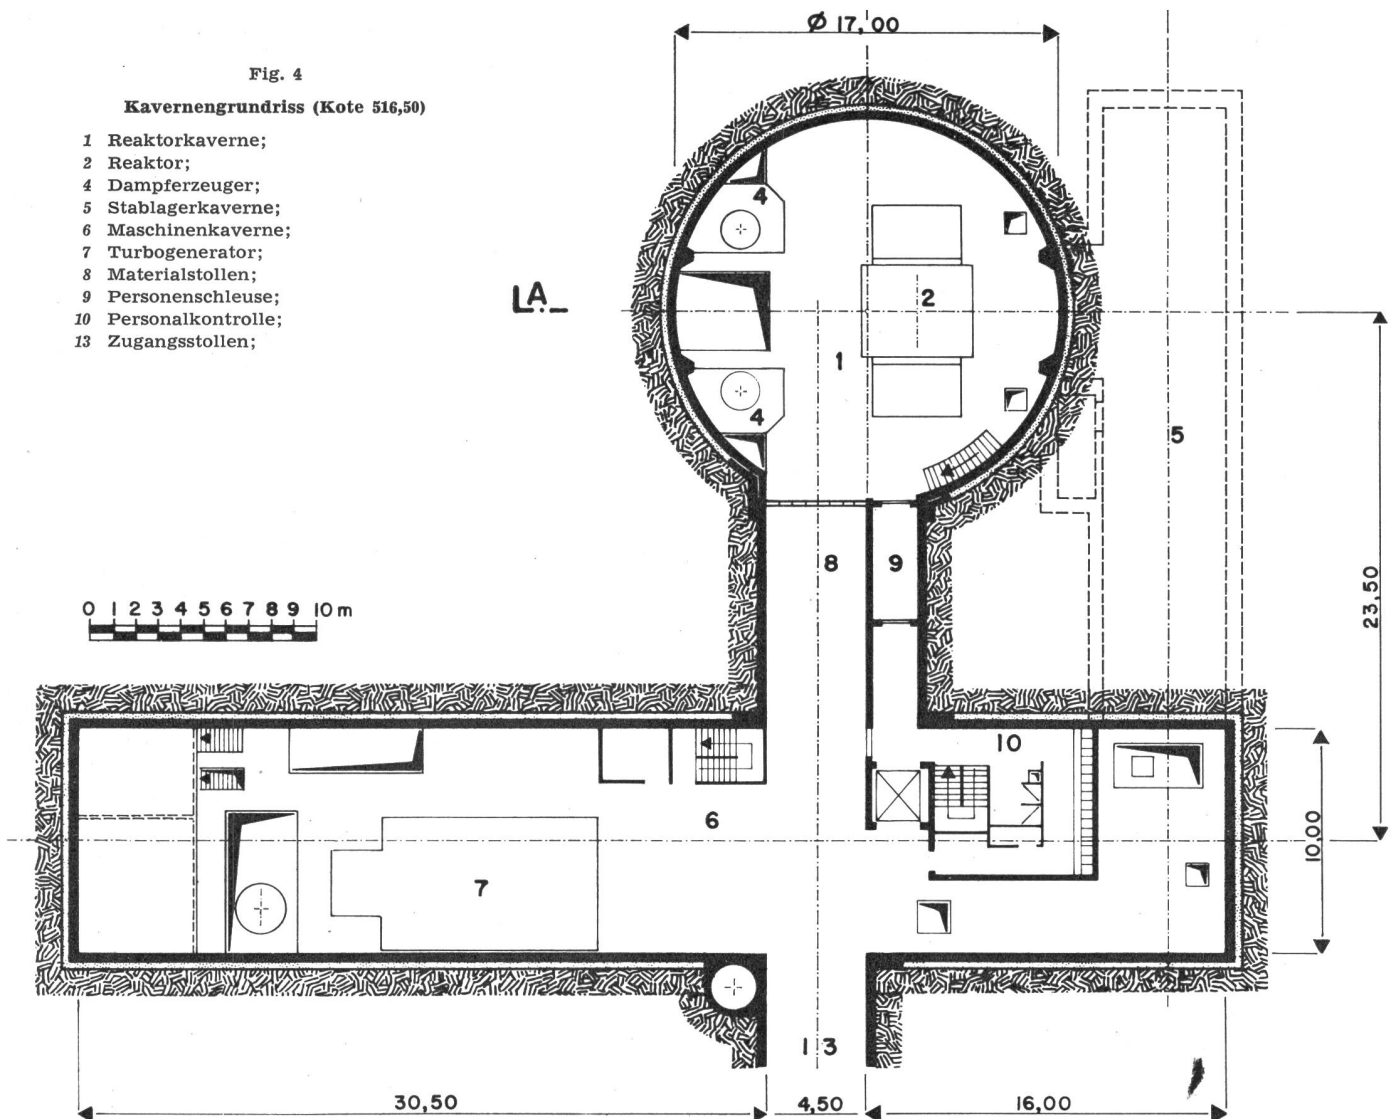 Fig. 4
Kavernengrundriss (Kote 516,50)
1 Reaktorkaverne;
2 Reaktor;
4 Dampferzeuger;
5 Stablagerkaverne;
6 Maschinenkaverne;
7 Turbogenerator;
8 Materialstollen;
9 Personenschleuse;
10 Personalkontrolle;
13 Zugangsstollen;
Ø 17,00
4
A
2
1
4
5
8
9
23,50
0 1 2 3 4 5 6 7 8 9 10 m
10
6
10,00
7
13
30,50
4,50
16,00